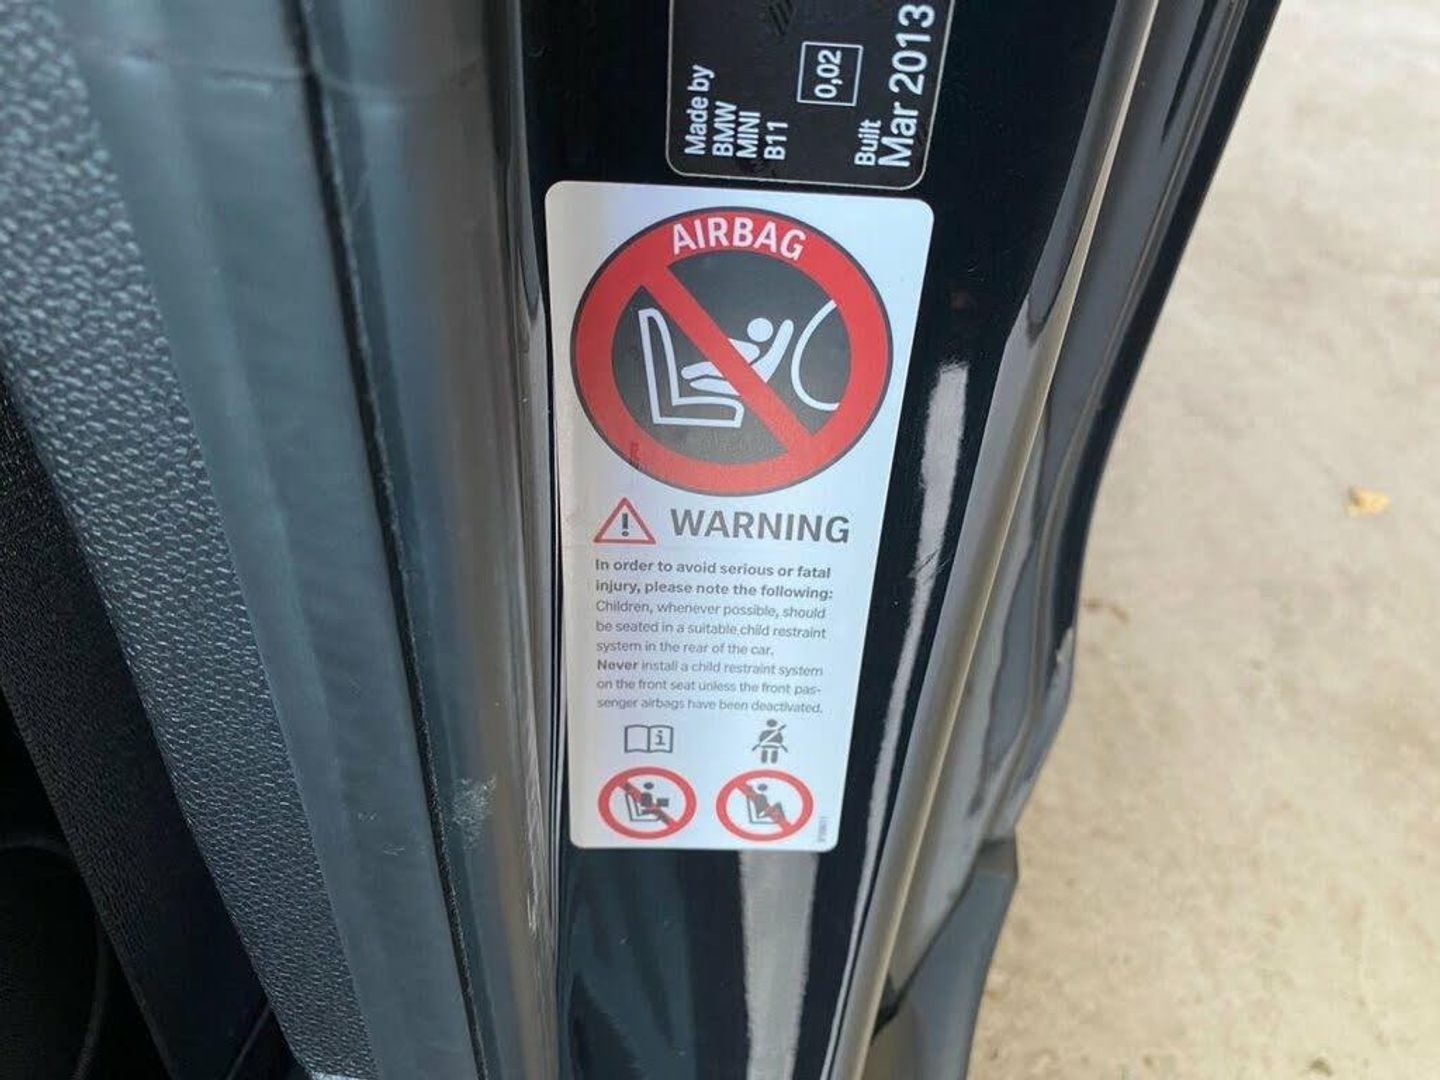 Made by
BMW
MINI
B11
0,02
Built
Mar 2013
AIRBAG
WARNING
In order to avoid serious or fatal
injury, please note the following:
Children, whenever possible, should
be seated in a suitable child restraint
system in the rear of the car.
Never install a child restraint system
on the front seat unless the front pas-
senger airbags have been deactivated.